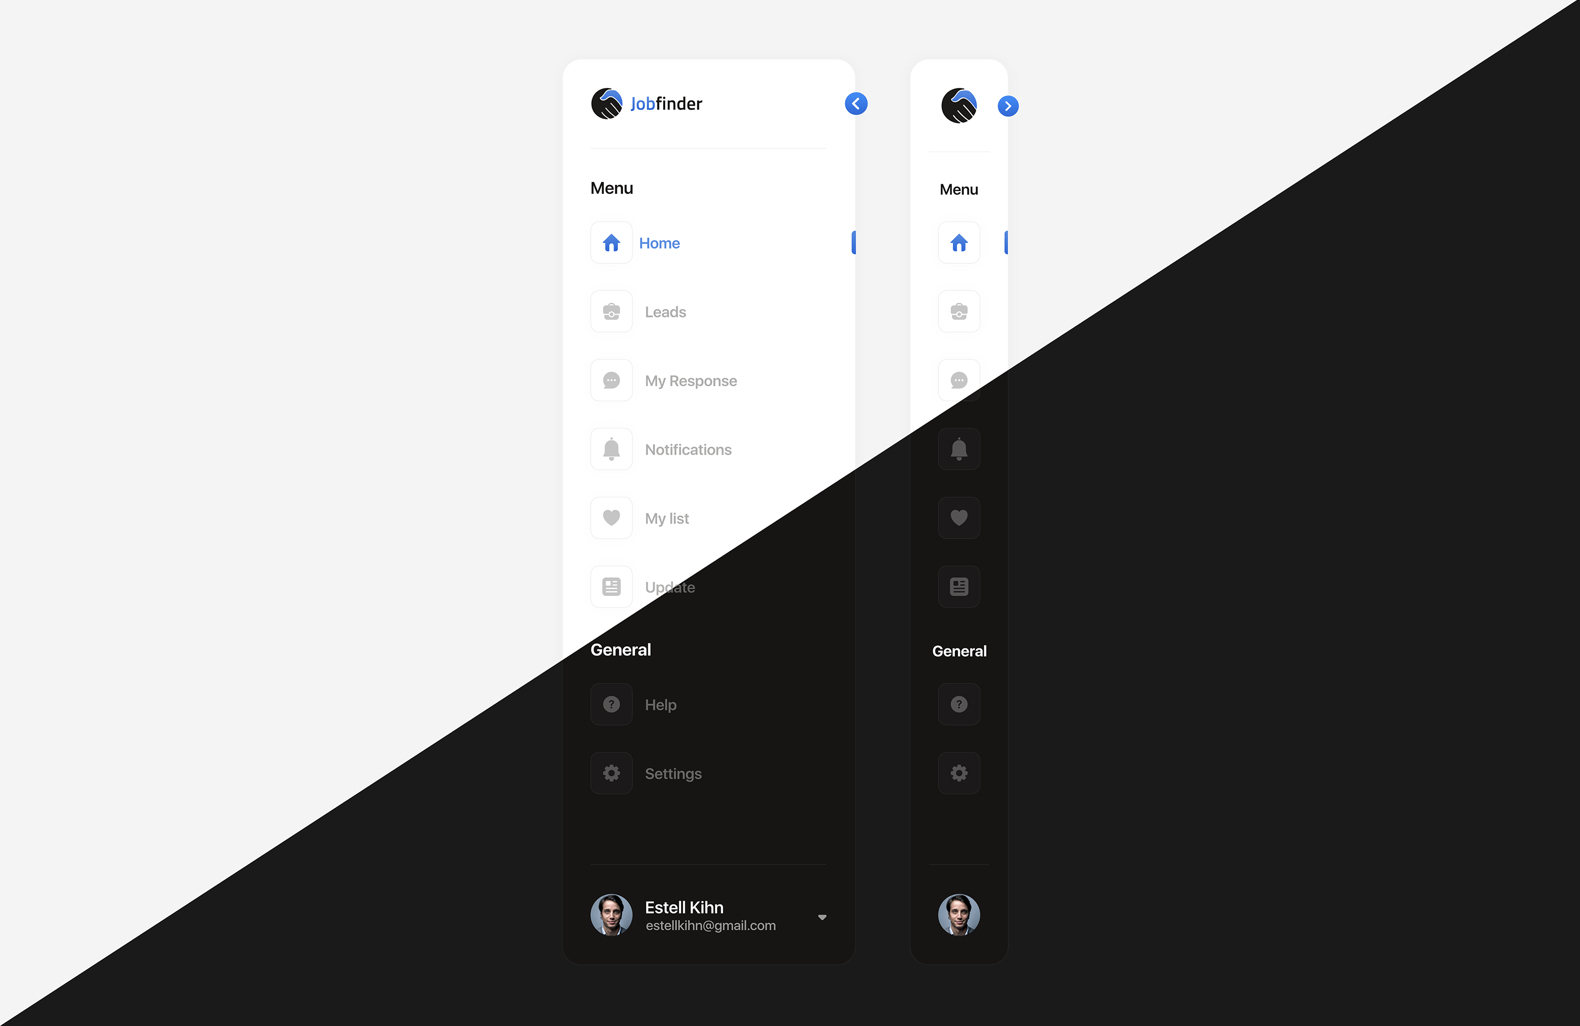 Jobfinder
Menu
Home
Leads
My Response
Notifications
My list
Update
General
Help
Settings
Estell Kihn
estellkihn@gmail.com
Menu
General